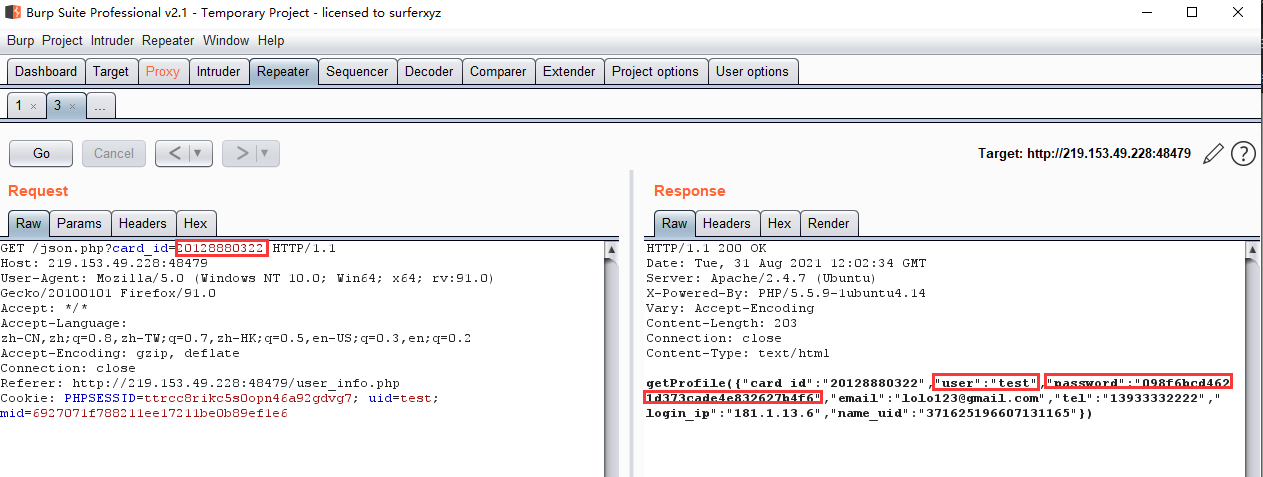 Burp Suite Professional v2.1 - Temporary Project - licensed to surferxyz
Burp Project Intruder Repeater Window Help
Dashboard Target Proxy Intruder Repeater Sequencer Decoder Comparer Extender Project options User options
1 × 3 × ...
Go Cancel < | ▼ > | ▼ Target: http://219.153.49.228:48479 ?
Request
Raw Params Headers Hex
GET /json.php?card_id=20128880322 HTTP/1.1
Host: 219.153.49.228:48479
User-Agent: Mozilla/5.0 (Windows NT 10.0; Win64; x64; rv:91.0)
Gecko/20100101 Firefox/91.0
Accept: */*
Accept-Language:
zh-CN,zh;q=0.8,zh-TW;q=0.7,zh-HK;q=0.5,en-US;q=0.3,en;q=0.2
Accept-Encoding: gzip, deflate
Connection: close
Referer: http://219.153.49.228:48479/user_info.php
Cookie: PHPSESSID=ttrcc8rikc5s0opn46a92gdvg7; uid=test;
mid=6927071f788211ee17211be0b89ef1e6
Response
Raw Headers Hex Render
HTTP/1.1 200 OK
Date: Tue, 31 Aug 2021 12:02:34 GMT
Server: Apache/2.4.7 (Ubuntu)
X-Powered-By: PHP/5.5.9-1ubuntu4.14
Vary: Accept-Encoding
Content-Length: 203
Connection: close
Content-Type: text/html
getProfile({"card_id":"20128880322","user":"test","password":"098f6bcd462
1d373cade4e832627b4f6","email":"lolo123@gmail.com","tel":"13933332222","
login_ip":"181.1.13.6","name_uid":"371625196607131165"})